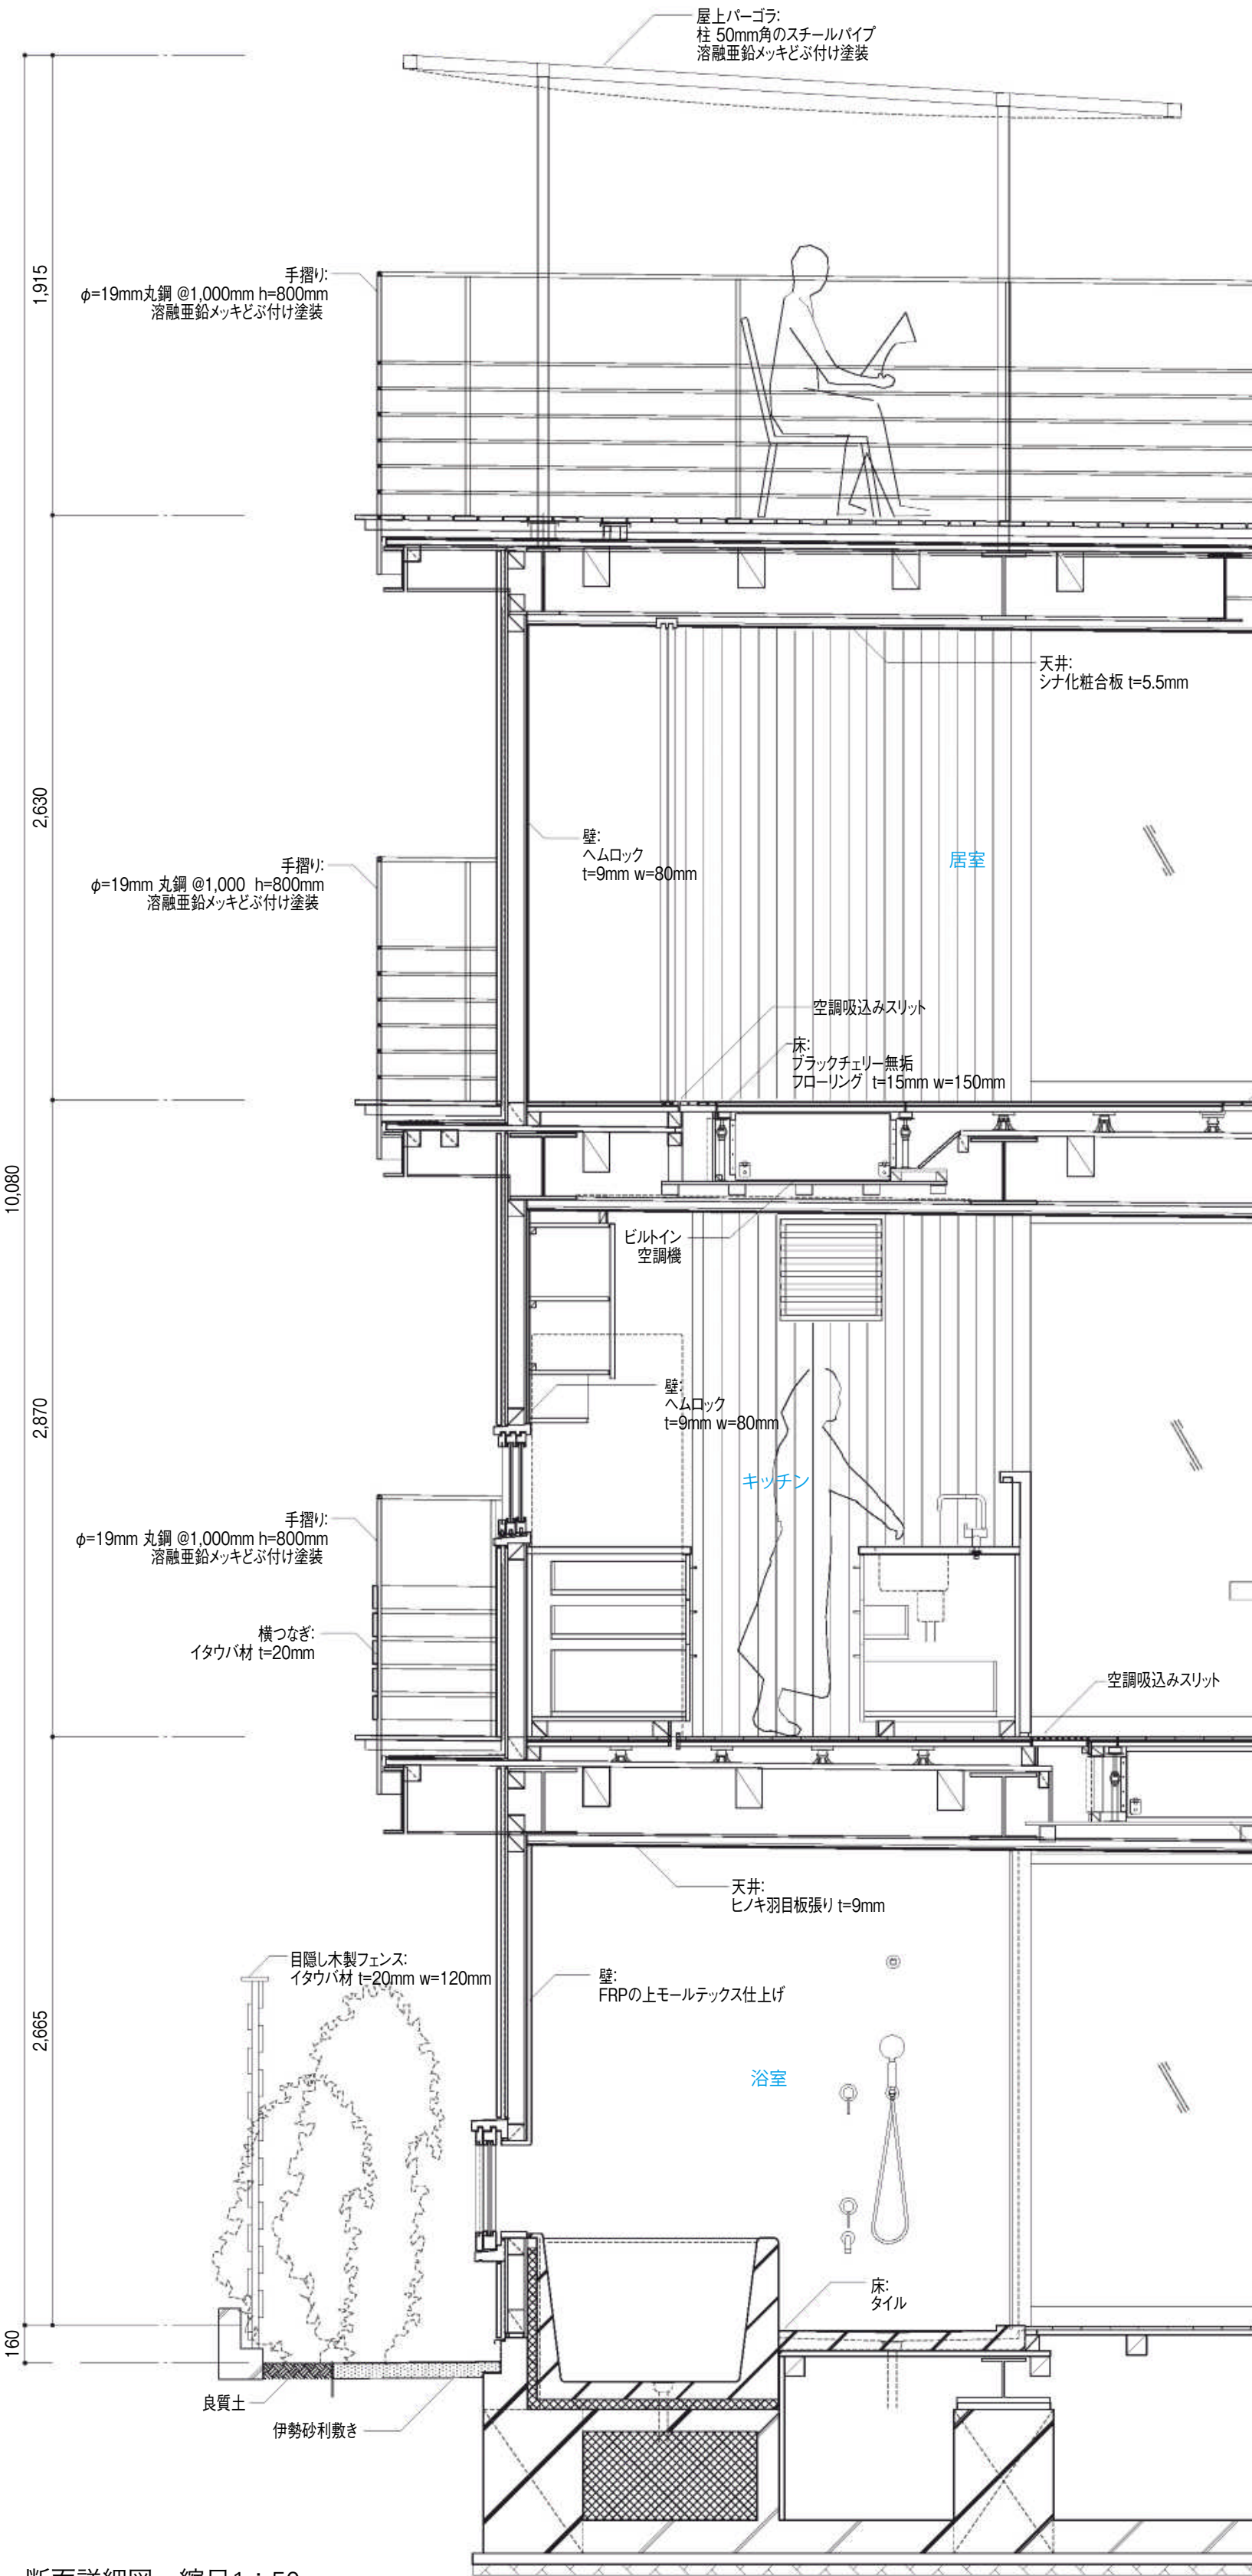 屋上パーゴラ:
柱 50mm角のスチールパイプ
溶融亜鉛メッキどぶ付け塗装
1,915
手摺り:
φ=19mm丸鋼 @1,000mm h=800mm
溶融亜鉛メッキどぶ付け塗装
天井:
シナ化粧合板 t=5.5mm
2,630
壁:
ヘムロック
t=9mm w=80mm
居室
手摺り:
φ=19mm 丸鋼 @1,000 h=800mm
溶融亜鉛メッキどぶ付け塗装
空調吸込みスリット
床:
ブラックチェリー無垢
フローリング t=15mm w=150mm
10,080
ビルトイン
空調機
2,870
壁:
ヘムロック
t=9mm w=80mm
キッチン
手摺り:
φ=19mm 丸鋼 @1,000mm h=800mm
溶融亜鉛メッキどぶ付け塗装
横つなぎ:
イタウバ材 t=20mm
空調吸込みスリット
天井:
ヒノキ羽目板張り t=9mm
目隠し木製フェンス:
イタウバ材 t=20mm w=120mm
壁:
FRPの上モールテックス仕上げ
2,665
浴室
床:
タイル
160
良質土
伊勢砂利敷き
断面詳細図 縮尺1:50